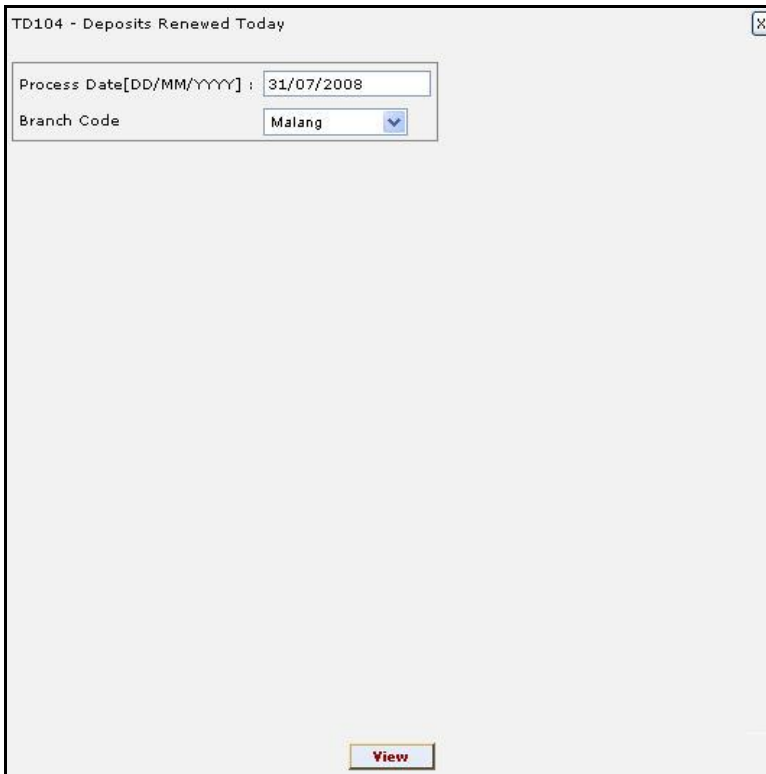 TD104 - Deposits Renewed Today X
Process Date[DD/MM/YYYY] : 31/07/2008
Branch Code Malang
View